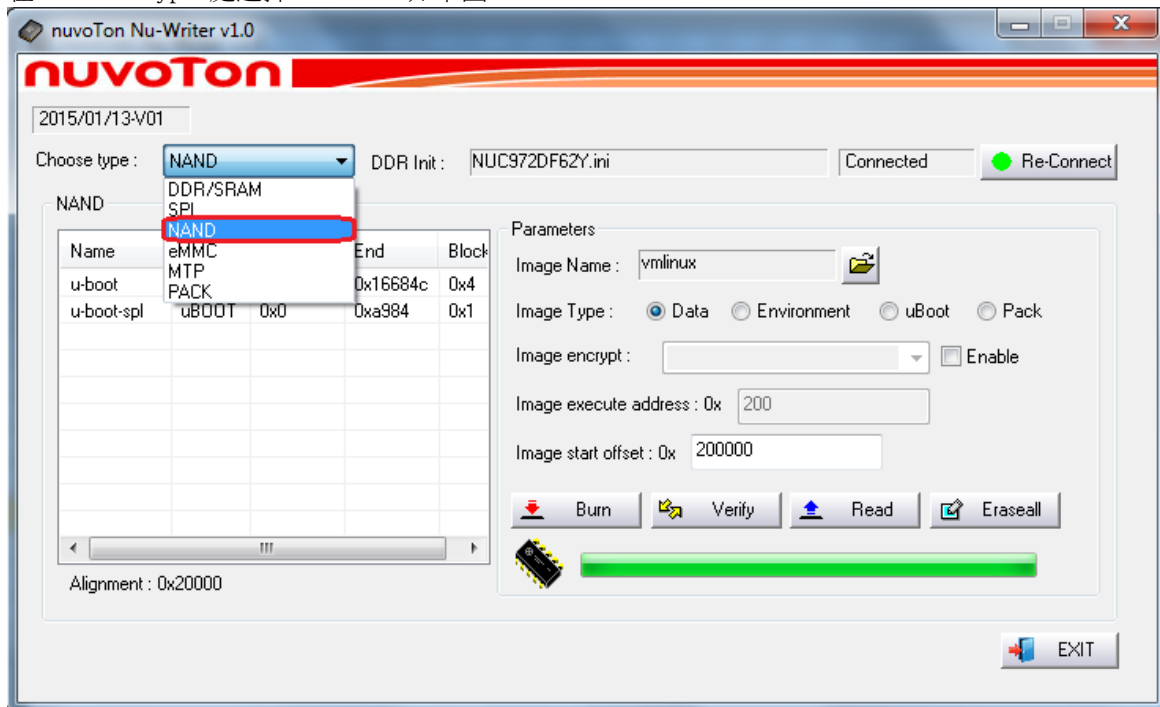 nuvoTon Nu-Writer v1.0
nuvoTon
2015/01/13-V01
Choose type : NAND DDR Init : NUC972DF62Y.ini Connected Re-Connect
DDR/SRAM
SPI
NAND
eMMC
MTP
PACK
NAND
Name End Block
u-boot 0x16684c 0x4
u-boot-spl uBOOT 0x0 0xa984 0x1
Alignment : 0x20000
Parameters
Image Name : vmlinux
Image Type : Data Environment uBoot Pack
Image encrypt : Enable
Image execute address : 0x 200
Image start offset : 0x 200000
Burn Verify Read Eraseall
EXIT